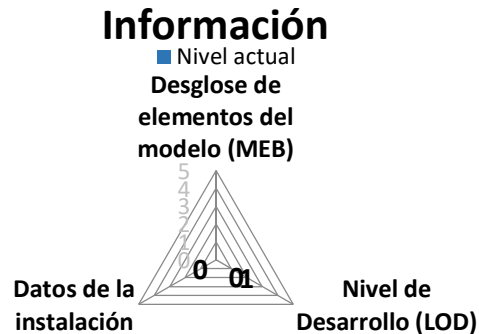 Información
Nivel actual
Desglose de
elementos del
modelo (MEB)
5
4
3
2
1
0
0
0
1
Datos de la
instalación
Nivel de
Desarrollo (LOD)